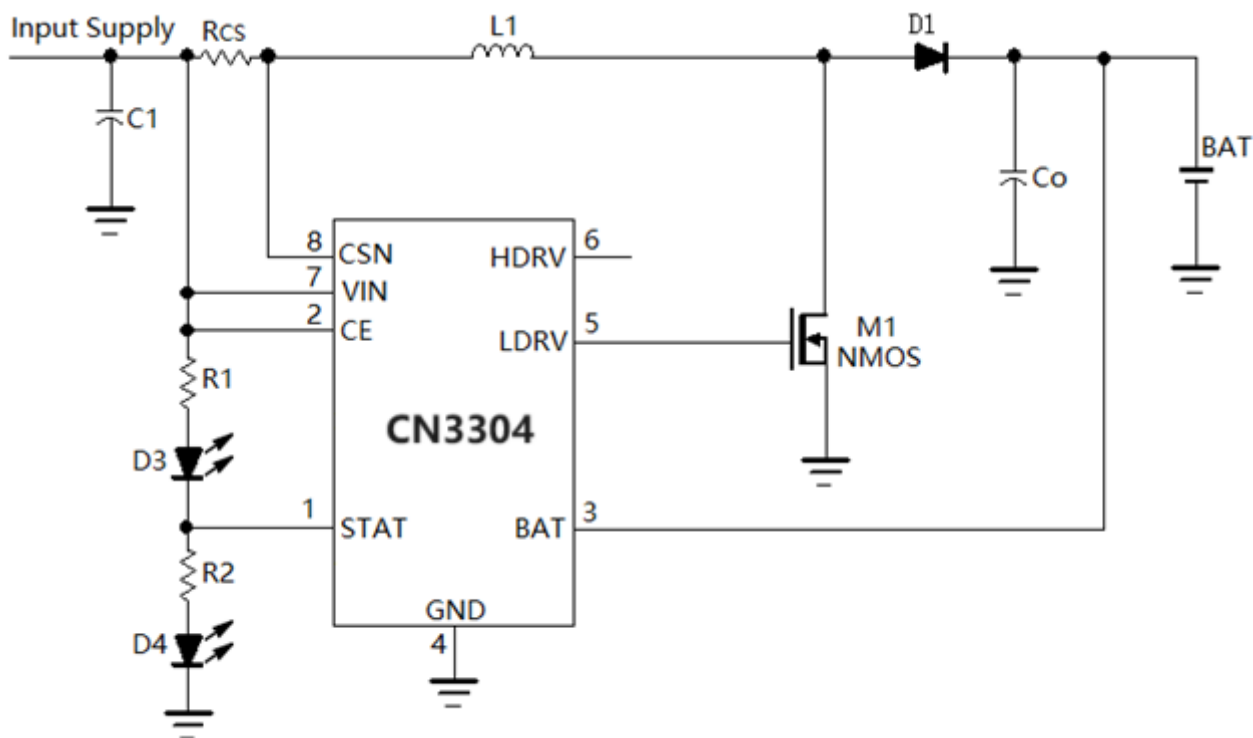 Input Supply
RCS
L1
D1
C1
BAT
Co
8
CSN
HDRV
6
7
VIN
2
CE
LDRV
5
M1
NMOS
R1
CN3304
D3
1
STAT
BAT
3
R2
GND
4
D4